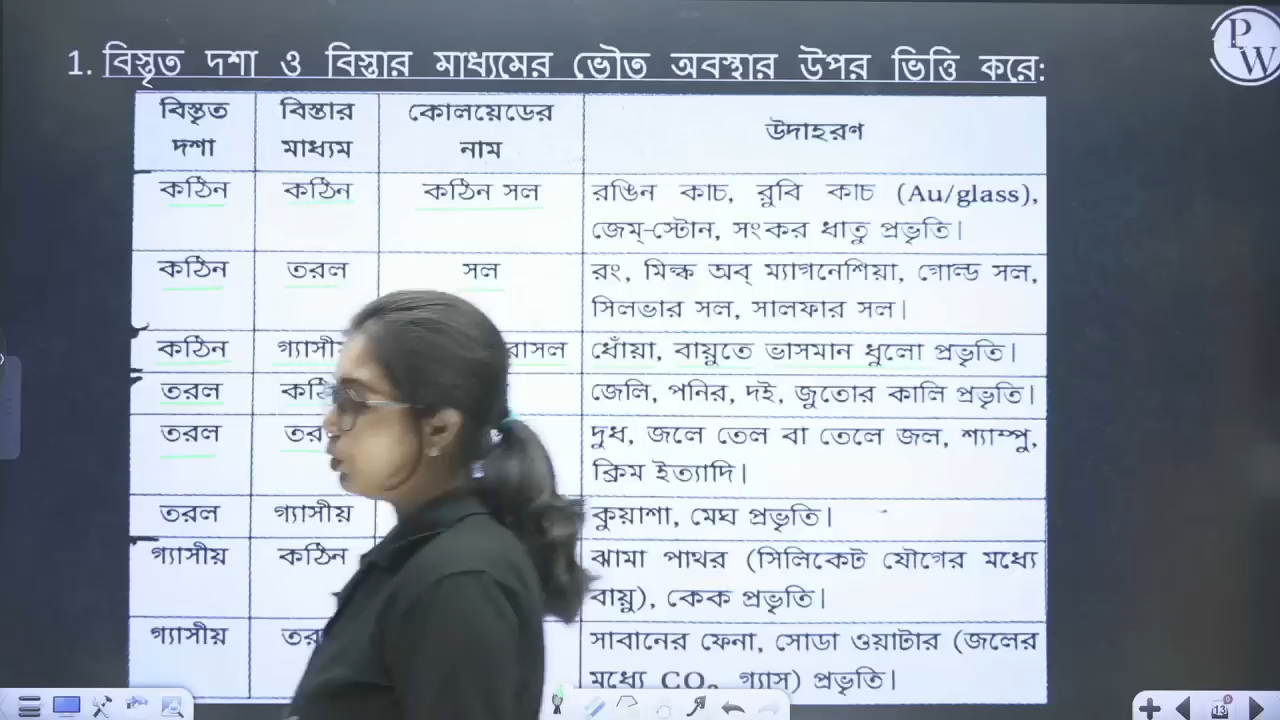 1. বিস্তৃত দশা ও বিস্তার মাধ্যমের ভৌত অবস্থার উপর ভিত্তি করে:
PW
বিস্তৃত দশা
বিস্তার মাধ্যম
কোলয়েডের নাম
উদাহরণ
কঠিন কঠিন কঠিন সল রঙিন কাচ, রুবি কাচ (Au/glass),
জেম্-স্টোন, সংকর ধাতু প্রভৃতি।
কঠিন তরল সল রং, মিল্ক অব্ ম্যাগনেশিয়া, গোল্ড সল,
সিলভার সল, সালফার সল।
কঠিন ধোঁয়া, বায়ুতে ভাসমান ধুলো প্রভৃতি।
তরল জেলি, পনির, দই, জুতোর কালি প্রভৃতি।
তরল দুধ, জলে তেল বা তেলে জল, শ্যাম্পু,
ক্রিম ইত্যাদি।
তরল গ্যাসীয় কুয়াশা, মেঘ প্রভৃতি।
গ্যাসীয় কঠিন ঝামা পাথর (সিলিকেট যৌগের মধ্যে
বায়ু), কেক প্রভৃতি।
গ্যাসীয় সাবানের ফেনা, সোডা ওয়াটার (জলের
মধ্যে CO₂ গ্যাস) প্রভৃতি।
13